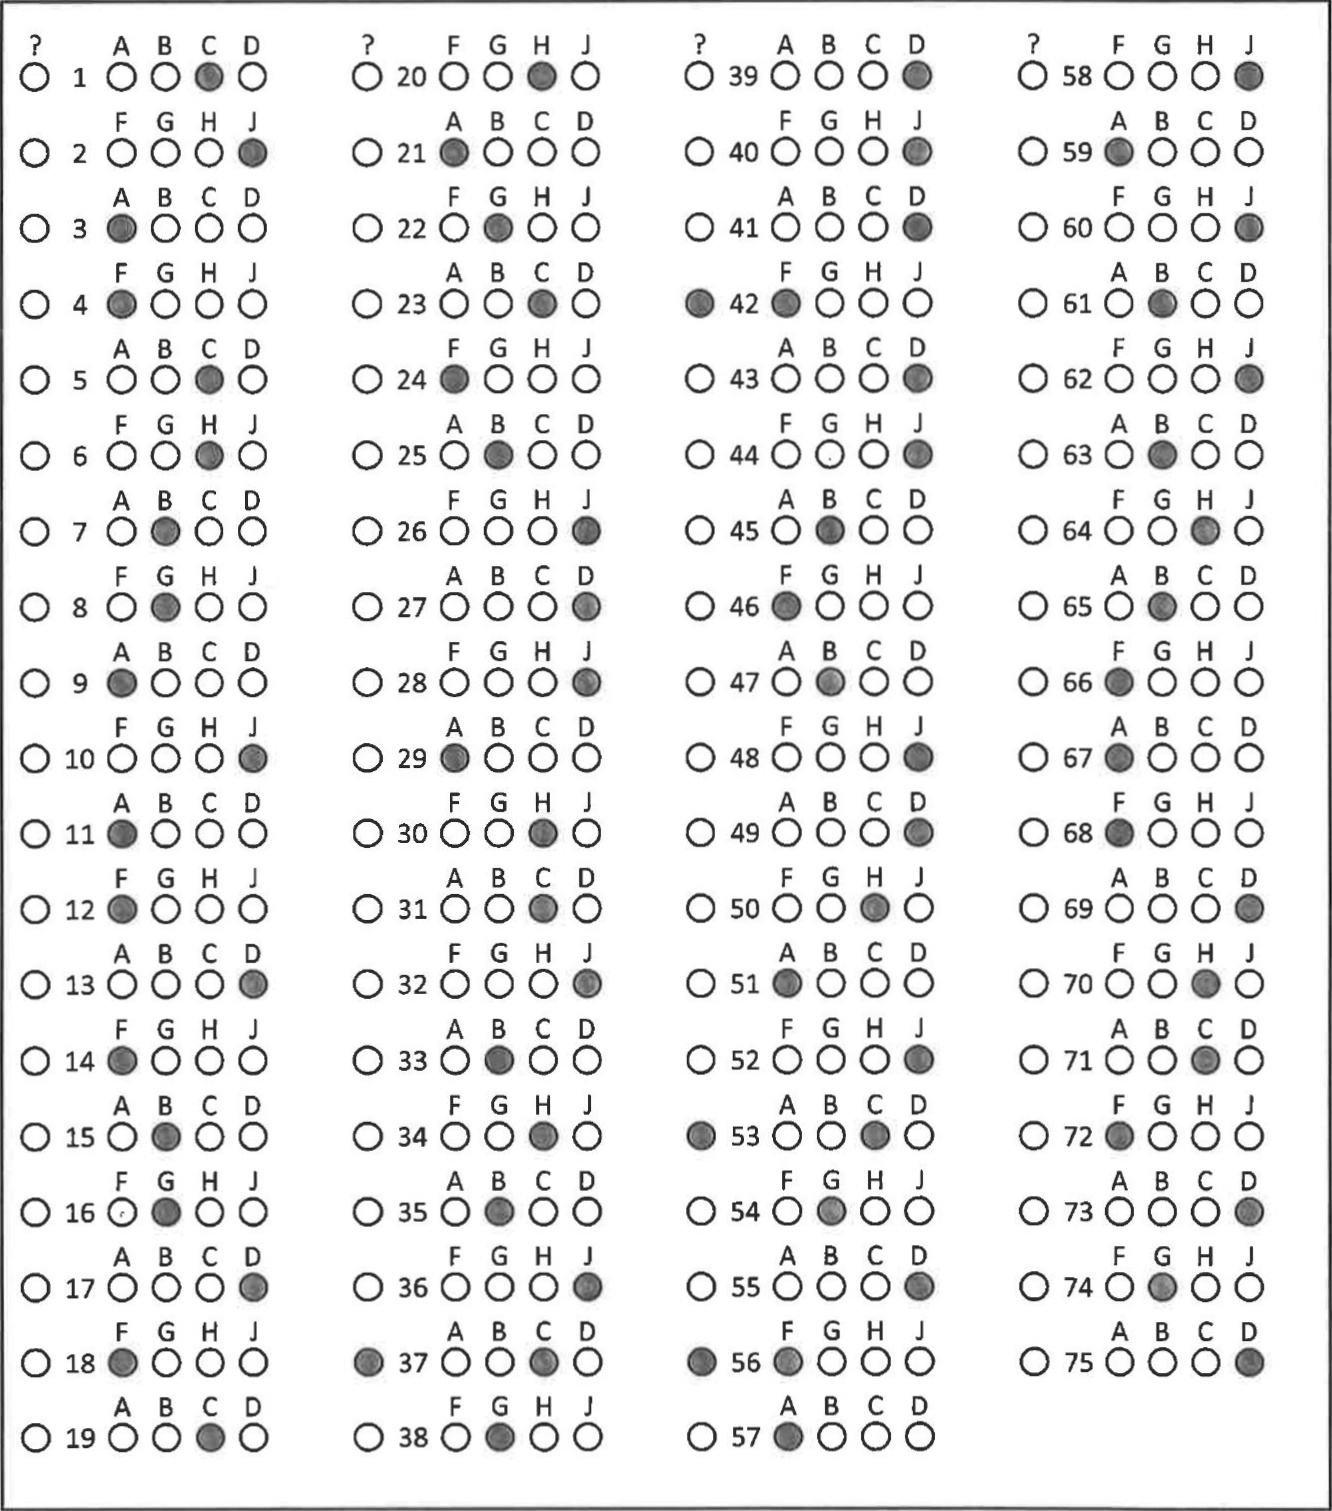 ? A B C D
1
F G H J
2
A B C D
3
F G H J
4
A B C D
5
F G H J
6
A B C D
7
F G H J
8
A B C D
9
F G H J
10
A B C D
11
F G H J
12
A B C D
13
F G H J
14
A B C D
15
F G H J
16
A B C D
17
F G H J
18
A B C D
19
? F G H J
20
A B C D
21
F G H J
22
A B C D
23
F G H J
24
A B C D
25
F G H J
26
A B C D
27
F G H J
28
A B C D
29
F G H J
30
A B C D
31
F G H J
32
A B C D
33
F G H J
34
A B C D
35
F G H J
36
A B C D
37
F G H J
38
? A B C D
39
F G H J
40
A B C D
41
F G H J
42
A B C D
43
F G H J
44
A B C D
45
F G H J
46
A B C D
47
F G H J
48
A B C D
49
F G H J
50
A B C D
51
F G H J
52
A B C D
53
F G H J
54
A B C D
55
F G H J
56
A B C D
57
? F G H J
58
A B C D
59
F G H J
60
A B C D
61
F G H J
62
A B C D
63
F G H J
64
A B C D
65
F G H J
66
A B C D
67
F G H J
68
A B C D
69
F G H J
70
A B C D
71
F G H J
72
A B C D
73
F G H J
74
A B C D
75